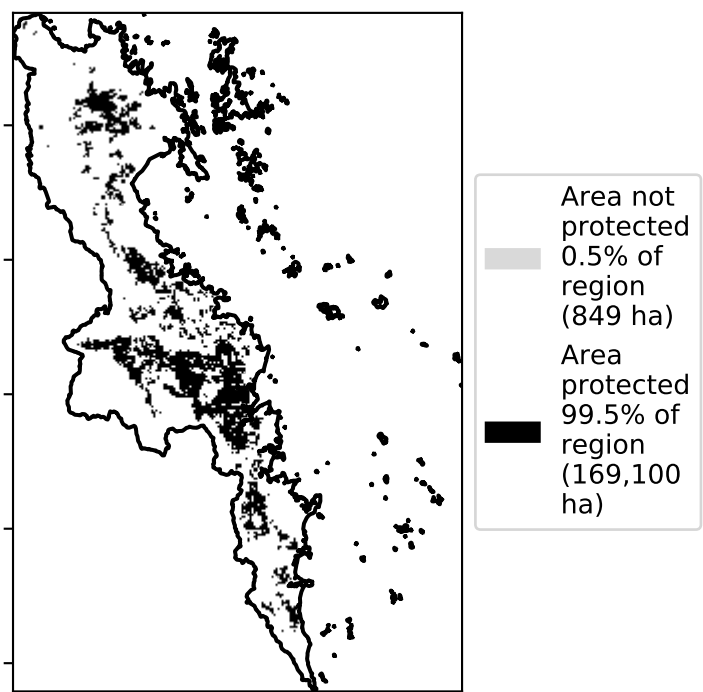 Area not
protected
0.5% of
region
(849 ha)
Area
protected
99.5% of
region
(169,100
ha)